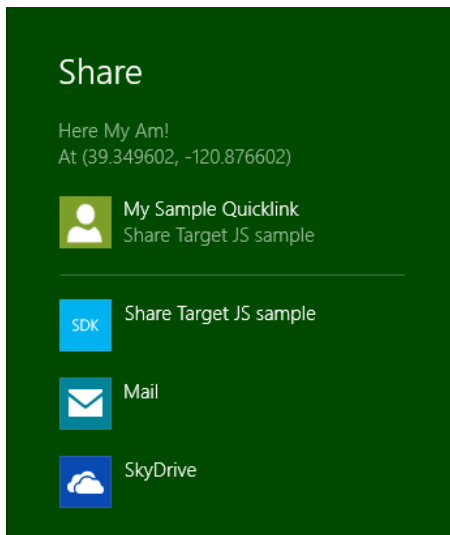 Share
Here My Am!
At (39.349602, -120.876602)
My Sample Quicklink
Share Target JS sample
SDK
Share Target JS sample
Mail
SkyDrive